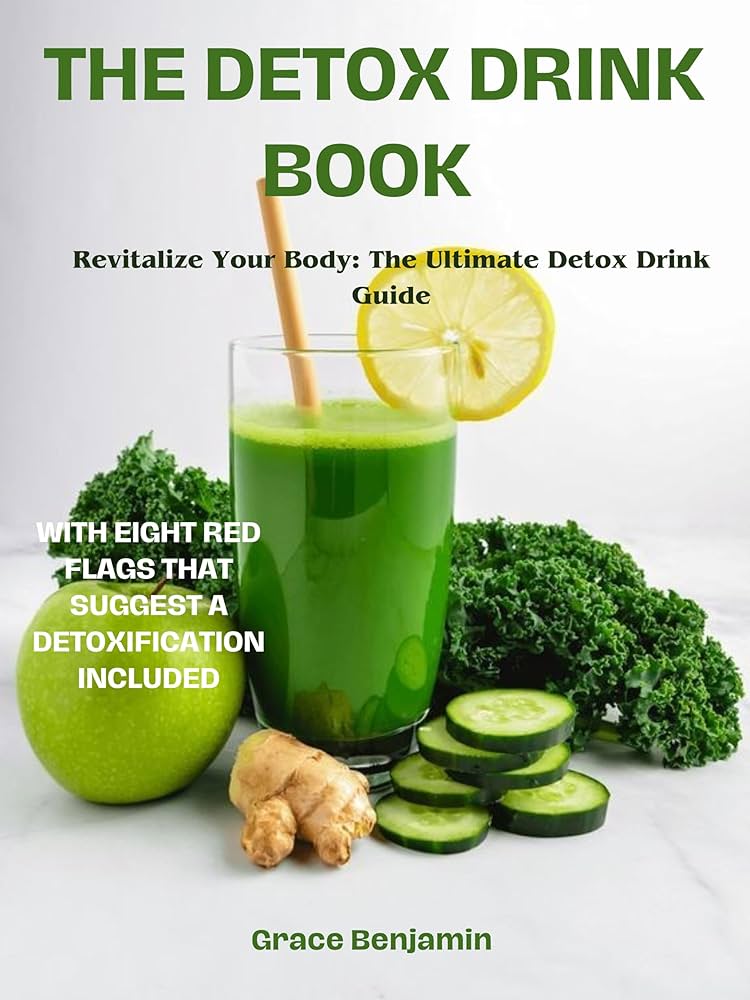 THE DETOX DRINK
BOOK
Revitalize Your Body: The Ultimate Detox Drink
Guide
WITH EIGHT RED
FLAGS THAT
SUGGEST A
DETOXIFICATION
INCLUDED
Grace Benjamin